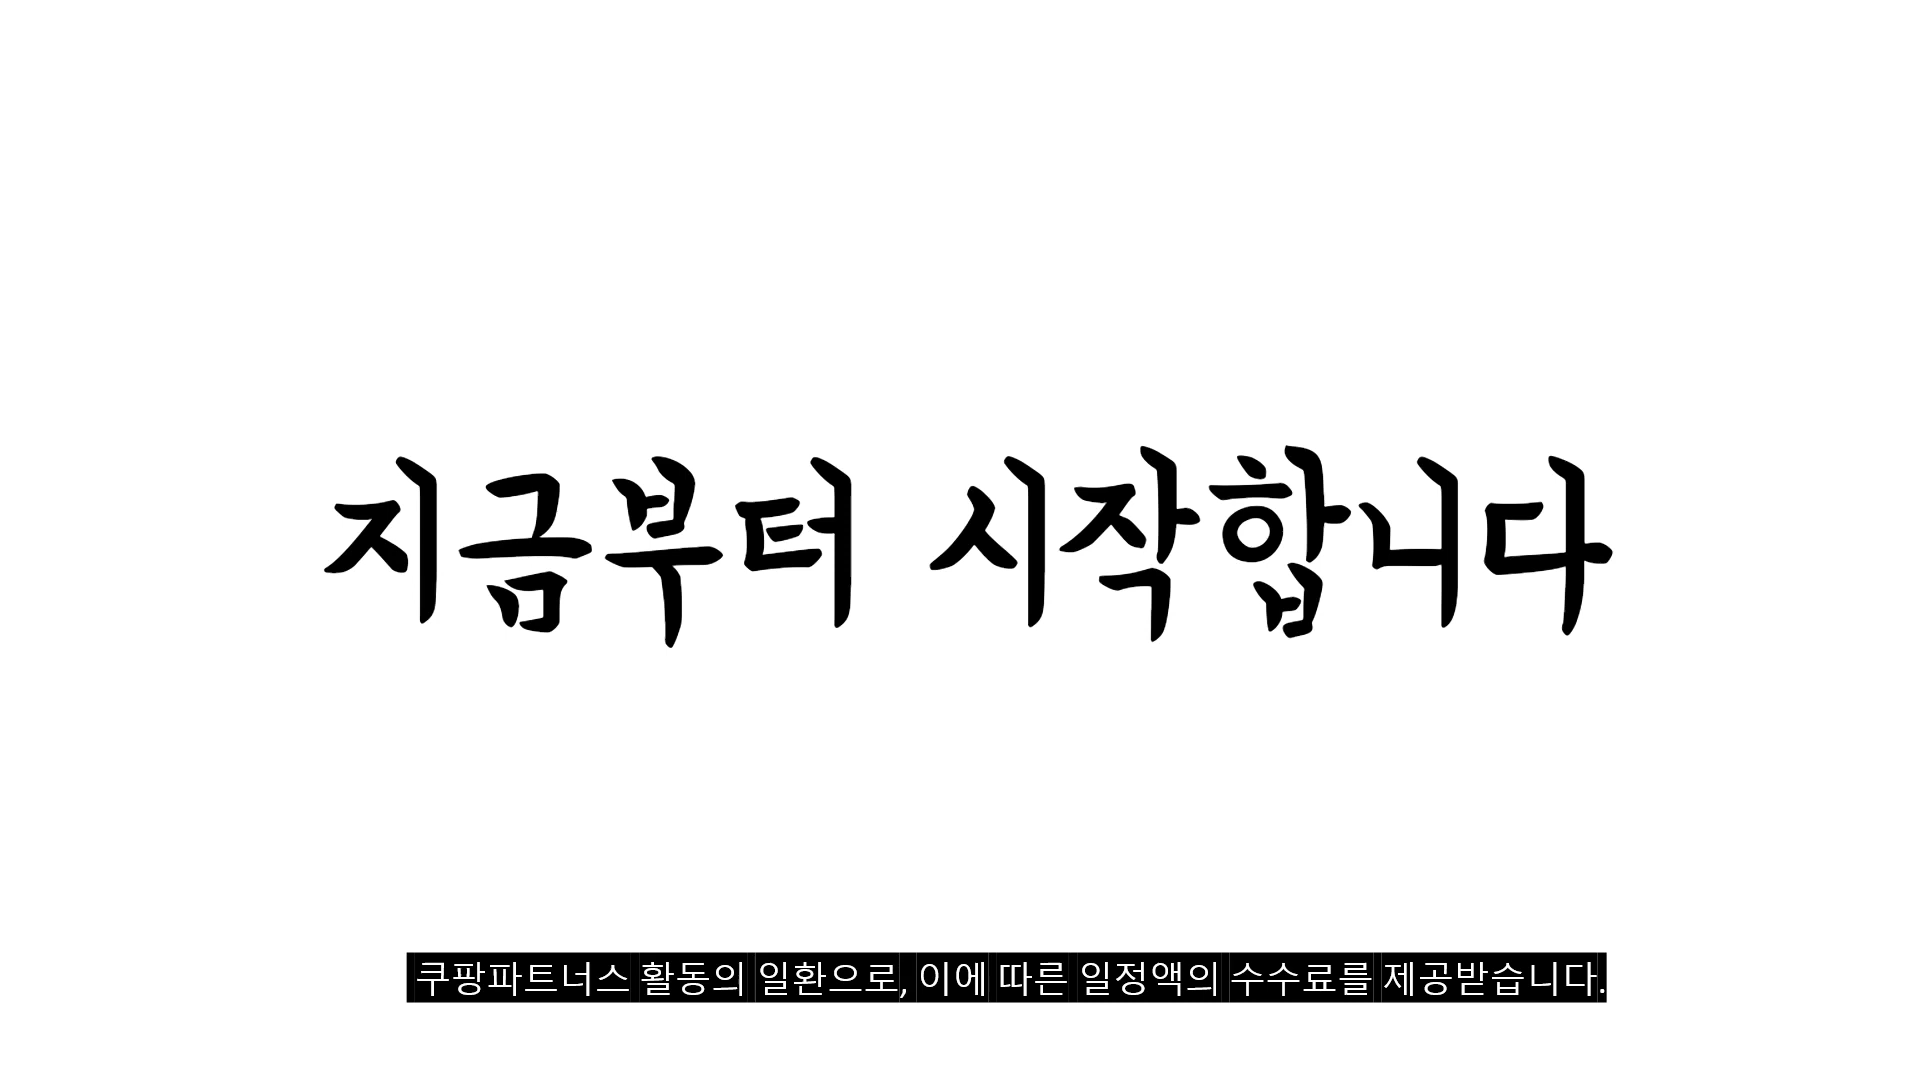 지금부터 시작합니다
쿠팡파트너스 활동의 일환으로, 이에 따른 일정액의 수수료를 제공받습니다.